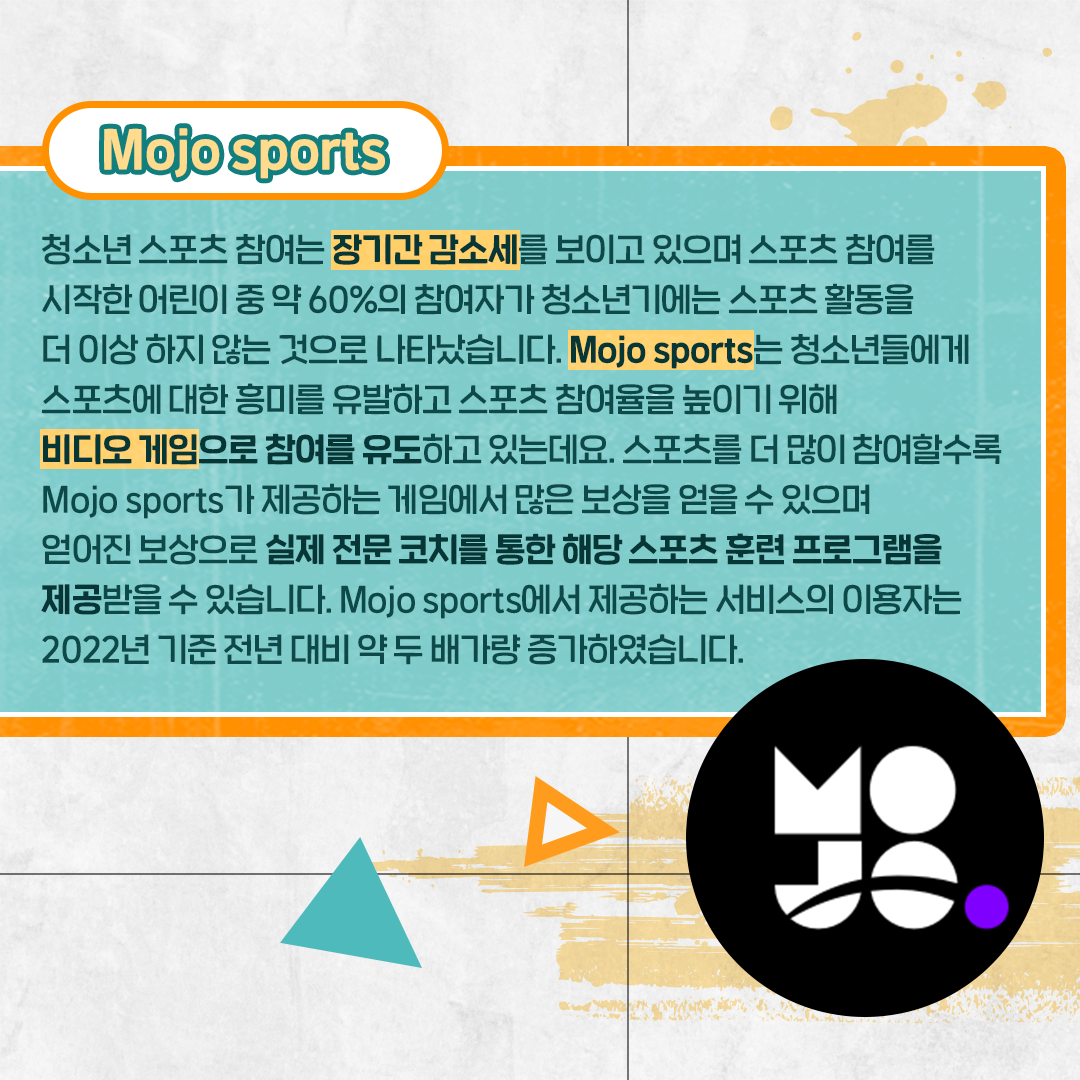 Mojo sports
청소년 스포츠 참여는 장기간 감소세를 보이고 있으며 스포츠 참여를
시작한 어린이 중 약 60%의 참여자가 청소년기에는 스포츠 활동을
더 이상 하지 않는 것으로 나타났습니다. Mojo sports는 청소년들에게
스포츠에 대한 흥미를 유발하고 스포츠 참여율을 높이기 위해
비디오 게임으로 참여를 유도하고 있는데요. 스포츠를 더 많이 참여할수록
Mojo sports가 제공하는 게임에서 많은 보상을 얻을 수 있으며
얻어진 보상으로 실제 전문 코치를 통한 해당 스포츠 훈련 프로그램을
제공받을 수 있습니다. Mojo sports에서 제공하는 서비스의 이용자는
2022년 기준 전년 대비 약 두 배가량 증가하였습니다.
MO
JO